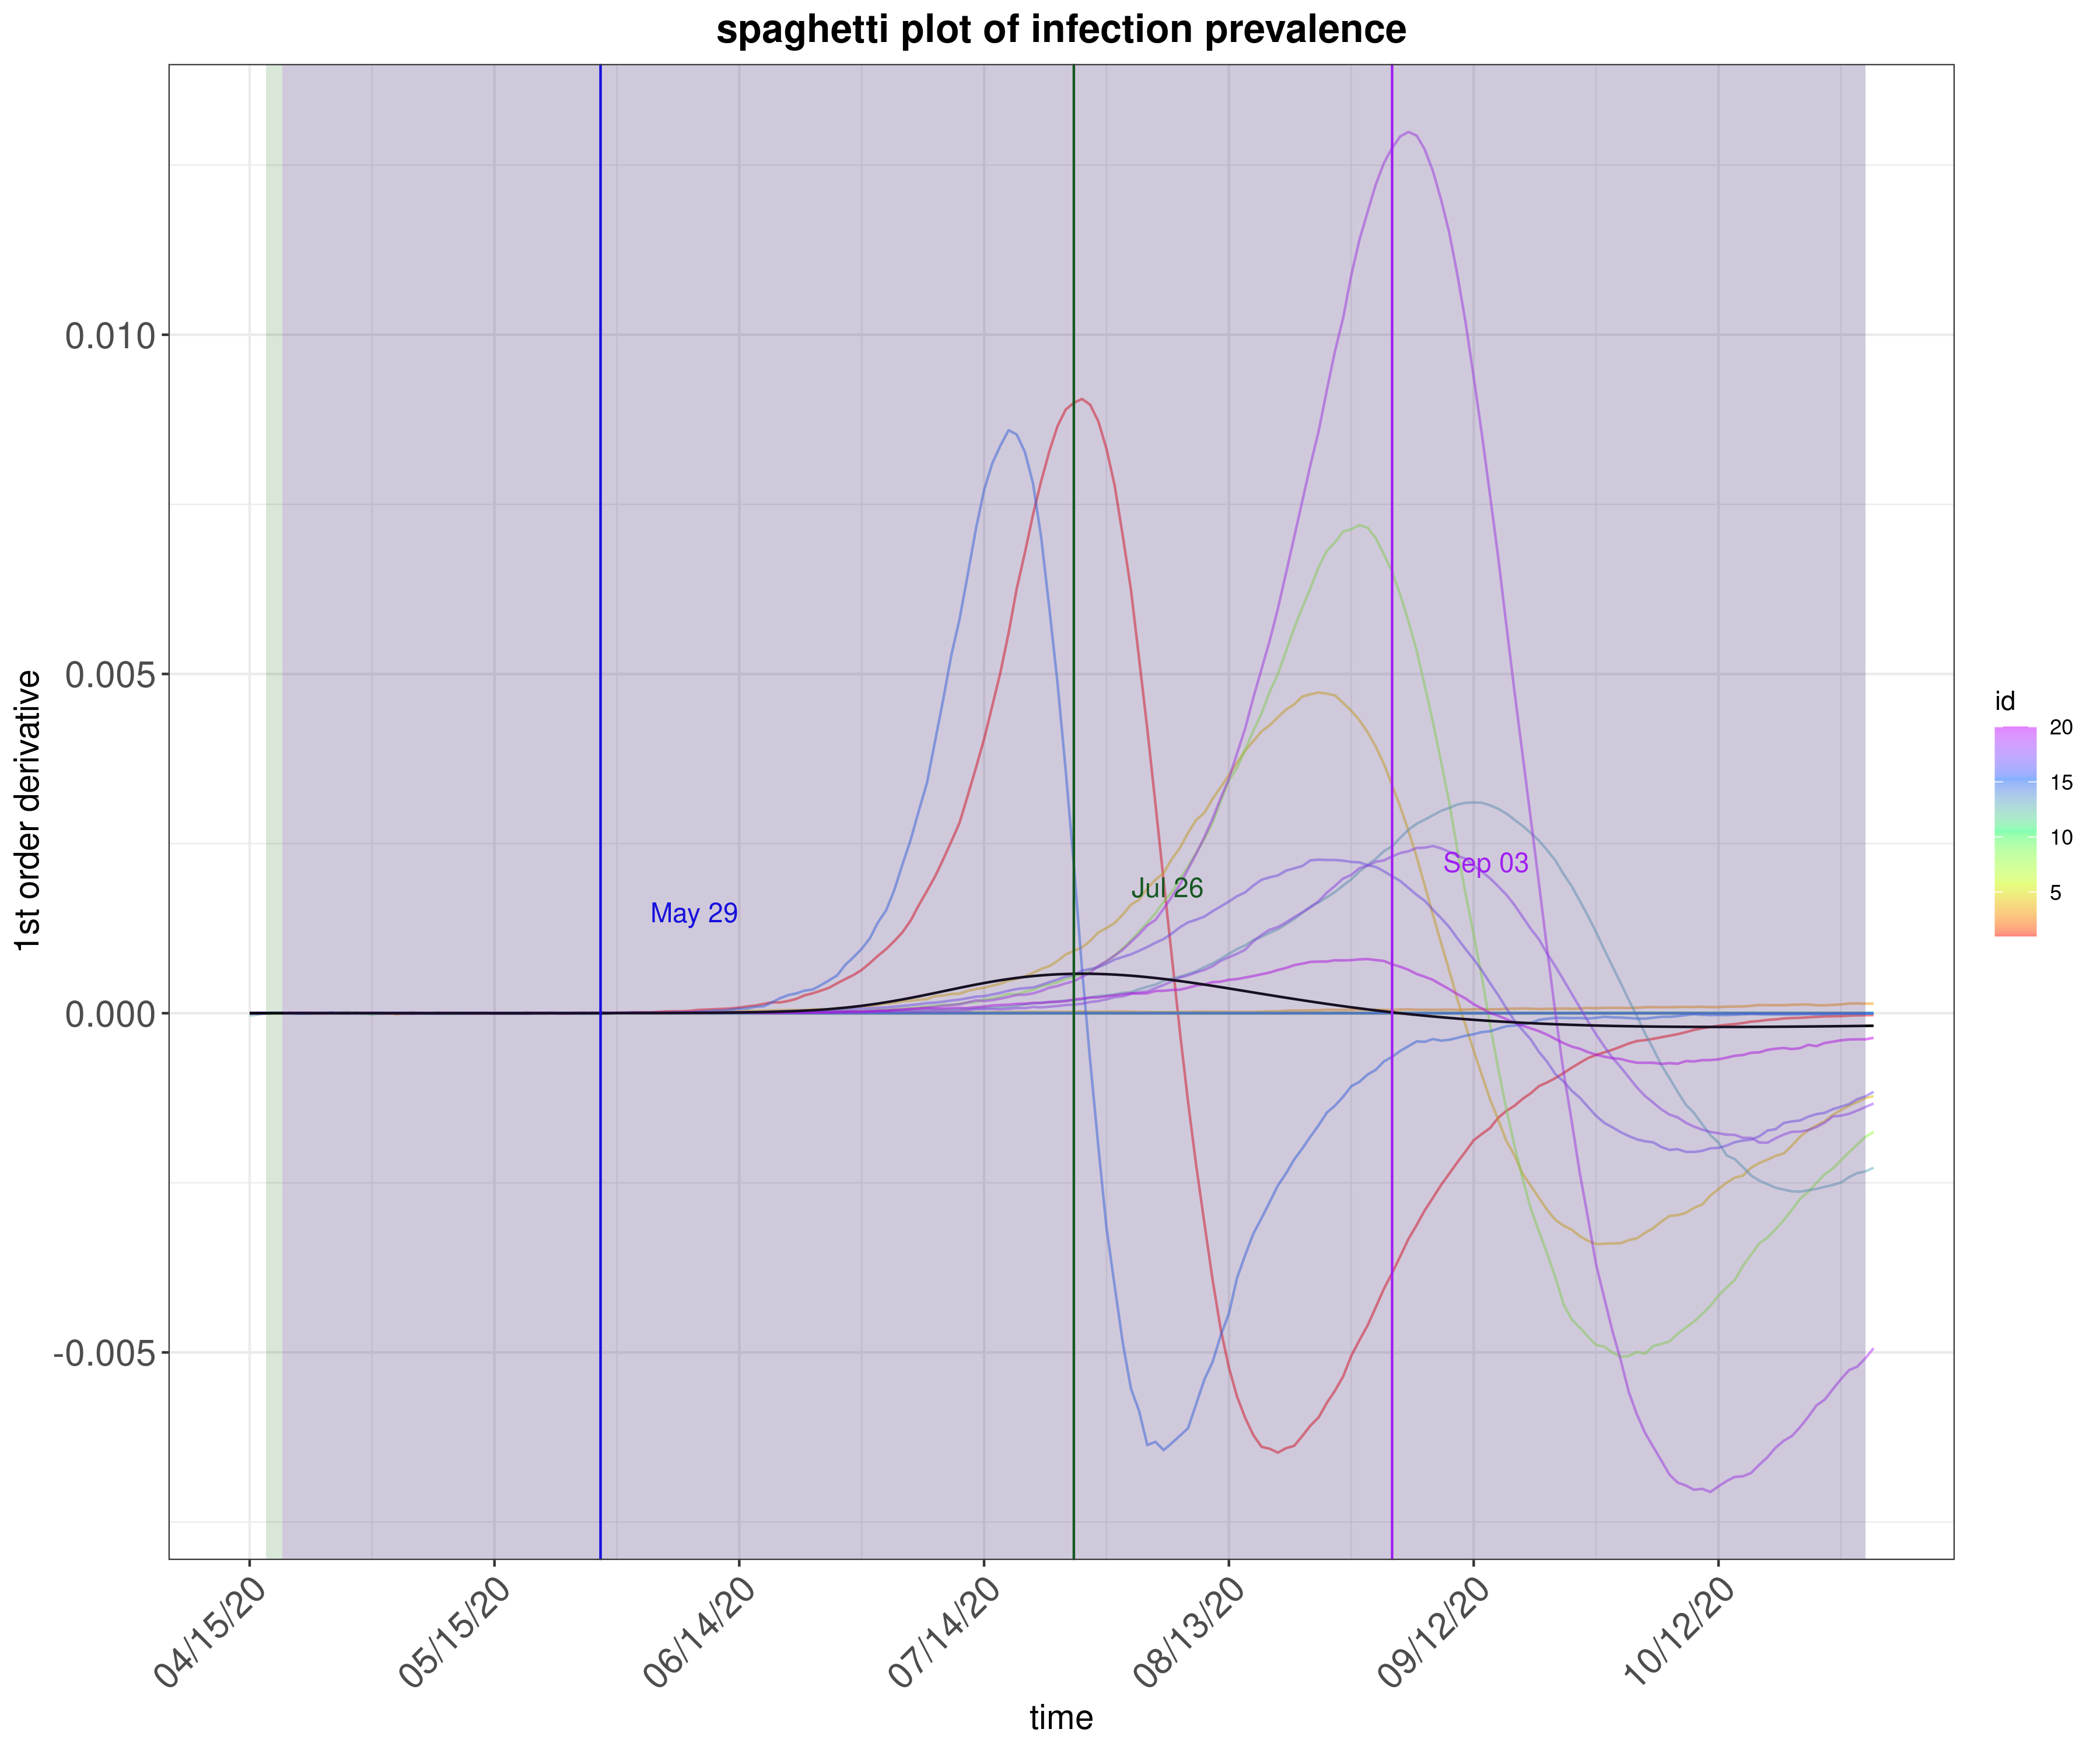 spaghetti plot of infection prevalence
1st order derivative
0.010
0.005
0.000
-0.005
May 29
Jul 26
Sep 03
04/15/20
05/15/20
06/14/20
07/14/20
08/13/20
09/12/20
10/12/20
time
id
20
15
10
5